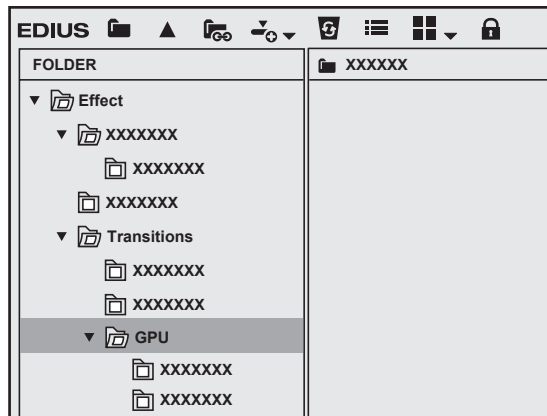 EDIUS
FOLDER
XXXXXX
Effect
XXXXXXX
XXXXXXX
XXXXXXX
Transitions
XXXXXXX
XXXXXXX
GPU
XXXXXXX
XXXXXXX